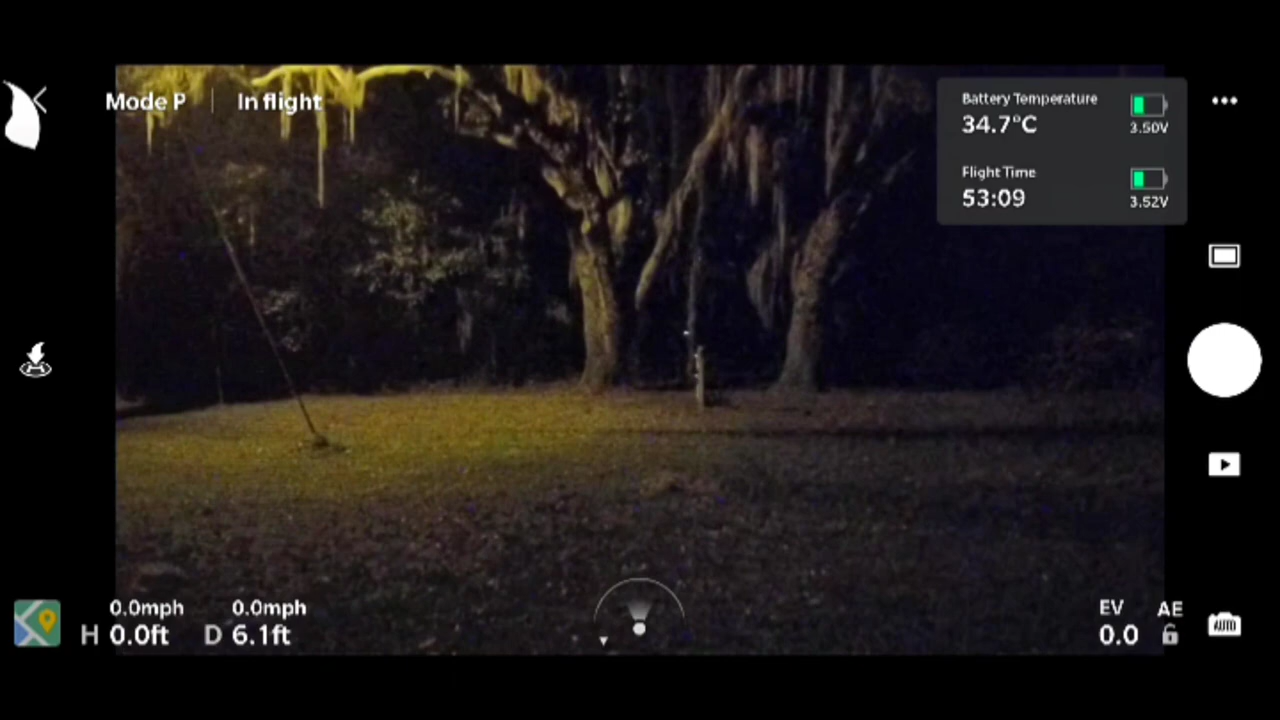 Mode P | In flight
Battery Temperature
34.7°C
3.50V
Flight Time
53:09
3.52V
0.0mph 0.0mph
H 0.0ft D 6.1ft
EV AE
0.0
AUTO